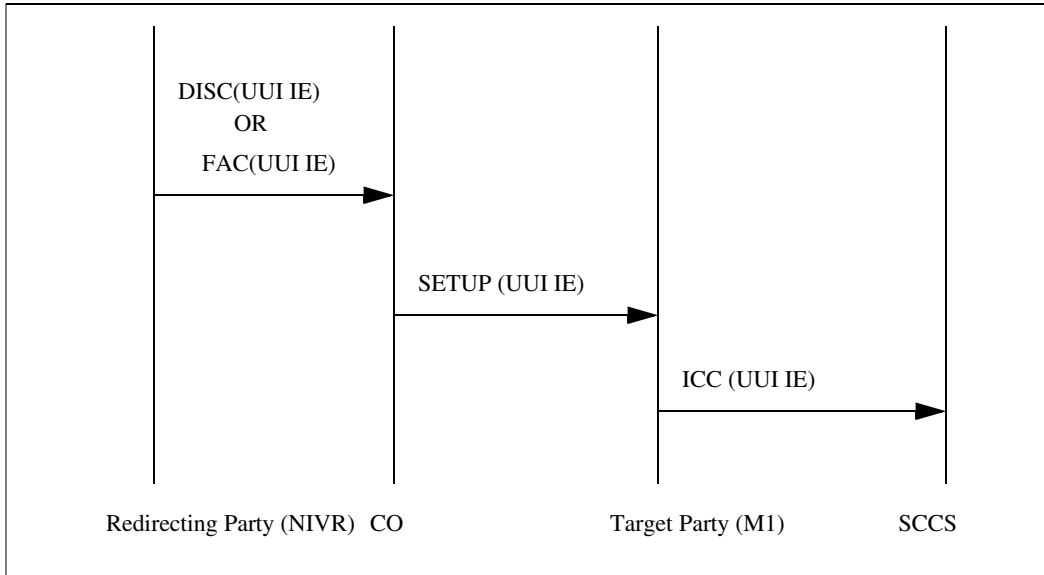 DISC(UUI IE)
OR
FAC(UUI IE)
SETUP (UUI IE)
ICC (UUI IE)
Redirecting Party (NIVR) CO Target Party (M1) SCCS